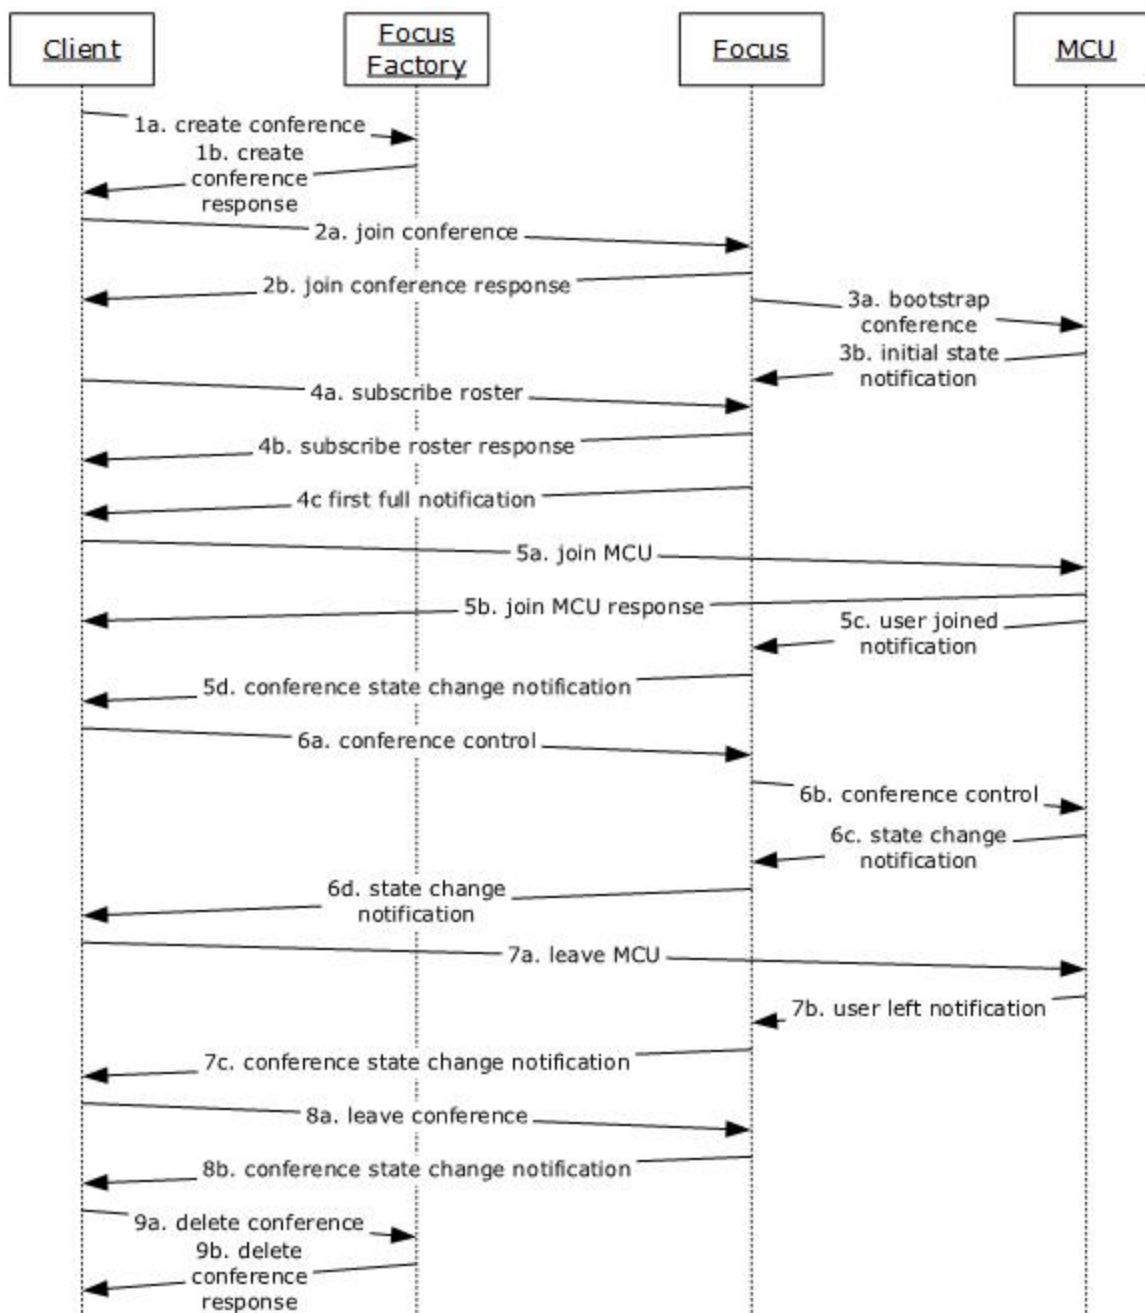 Client
Focus
Factory
Focus
MCU
1a. create conference
1b. create
conference
response
2a. join conference
2b. join conference response
3a. bootstrap
conference
3b. initial state
notification
4a. subscribe roster
4b. subscribe roster response
4c first full notification
5a. join MCU
5b. join MCU response
5c. user joined
notification
5d. conference state change notification
6a. conference control
6b. conference control
6c. state change
notification
6d. state change
notification
7a. leave MCU
7b. user left notification
7c. conference state change notification
8a. leave conference
8b. conference state change notification
9a. delete conference
9b. delete
conference
response